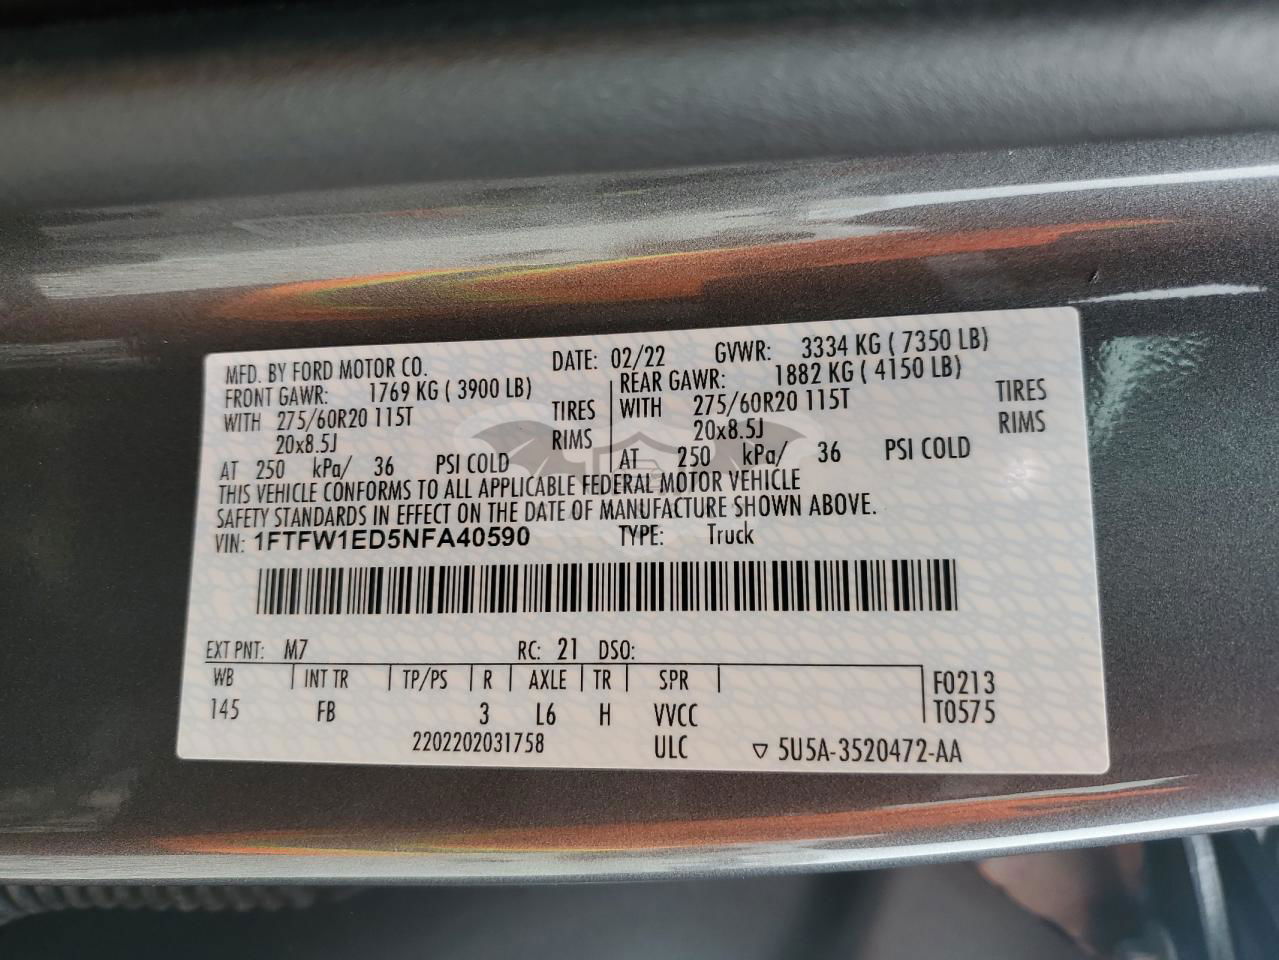 MFD. BY FORD MOTOR CO. DATE: 02/22 GVWR: 3334 KG ( 7350 LB)
FRONT GAWR: 1769 KG ( 3900 LB) REAR GAWR: 1882 KG ( 4150 LB)
WITH 275/60R20 115T TIRES WITH 275/60R20 115T TIRES
20x8.5J RIMS 20x8.5J RIMS
AT 250 kPa/ 36 PSI COLD AT 250 kPa/ 36 PSI COLD
THIS VEHICLE CONFORMS TO ALL APPLICABLE FEDERAL MOTOR VEHICLE
SAFETY STANDARDS IN EFFECT ON THE DATE OF MANUFACTURE SHOWN ABOVE.
VIN: 1FTFW1ED5NFA40590 TYPE: Truck
EXT PNT: M7 RC: 21 DSO:
WB INT TR TP/PS R AXLE TR SPR F0213
145 FB 3 L6 H VVCC T0575
2202202031758 ULC ▽ 5U5A-3520472-AA